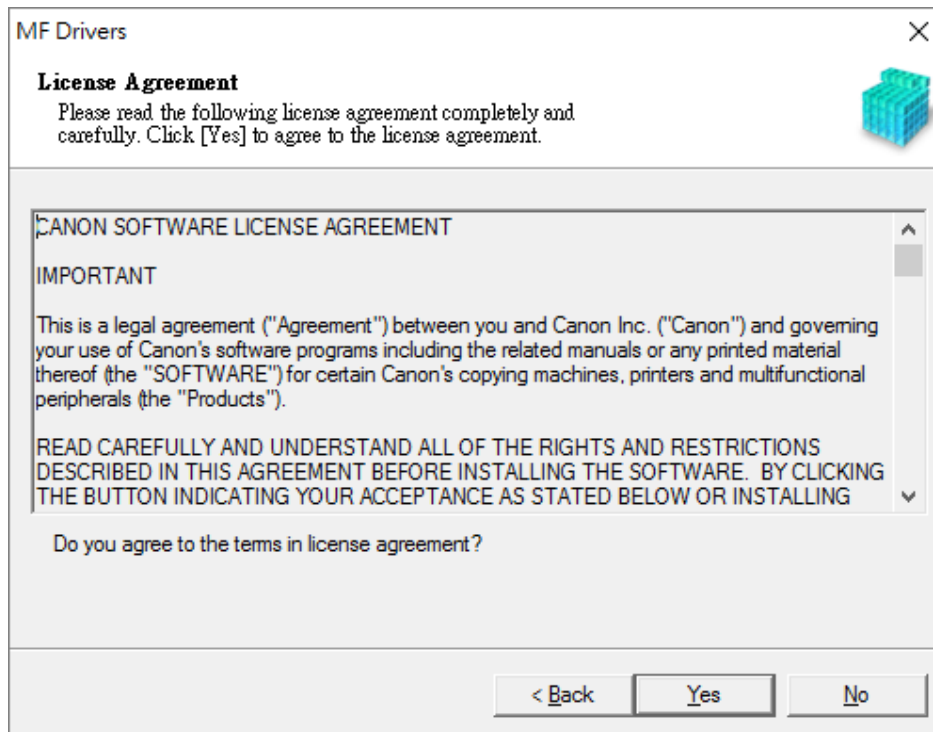 MF Drivers
License Agreement
Please read the following license agreement completely and
carefully. Click [Yes] to agree to the license agreement.
CANON SOFTWARE LICENSE AGREEMENT
IMPORTANT
This is a legal agreement ("Agreement") between you and Canon Inc. ("Canon") and governing
your use of Canon's software programs including the related manuals or any printed material
thereof (the "SOFTWARE") for certain Canon's copying machines, printers and multifunctional
peripherals (the "Products").
READ CAREFULLY AND UNDERSTAND ALL OF THE RIGHTS AND RESTRICTIONS
DESCRIBED IN THIS AGREEMENT BEFORE INSTALLING THE SOFTWARE.  BY CLICKING
THE BUTTON INDICATING YOUR ACCEPTANCE AS STATED BELOW OR INSTALLING
Do you agree to the terms in license agreement?
< Back
Yes
No